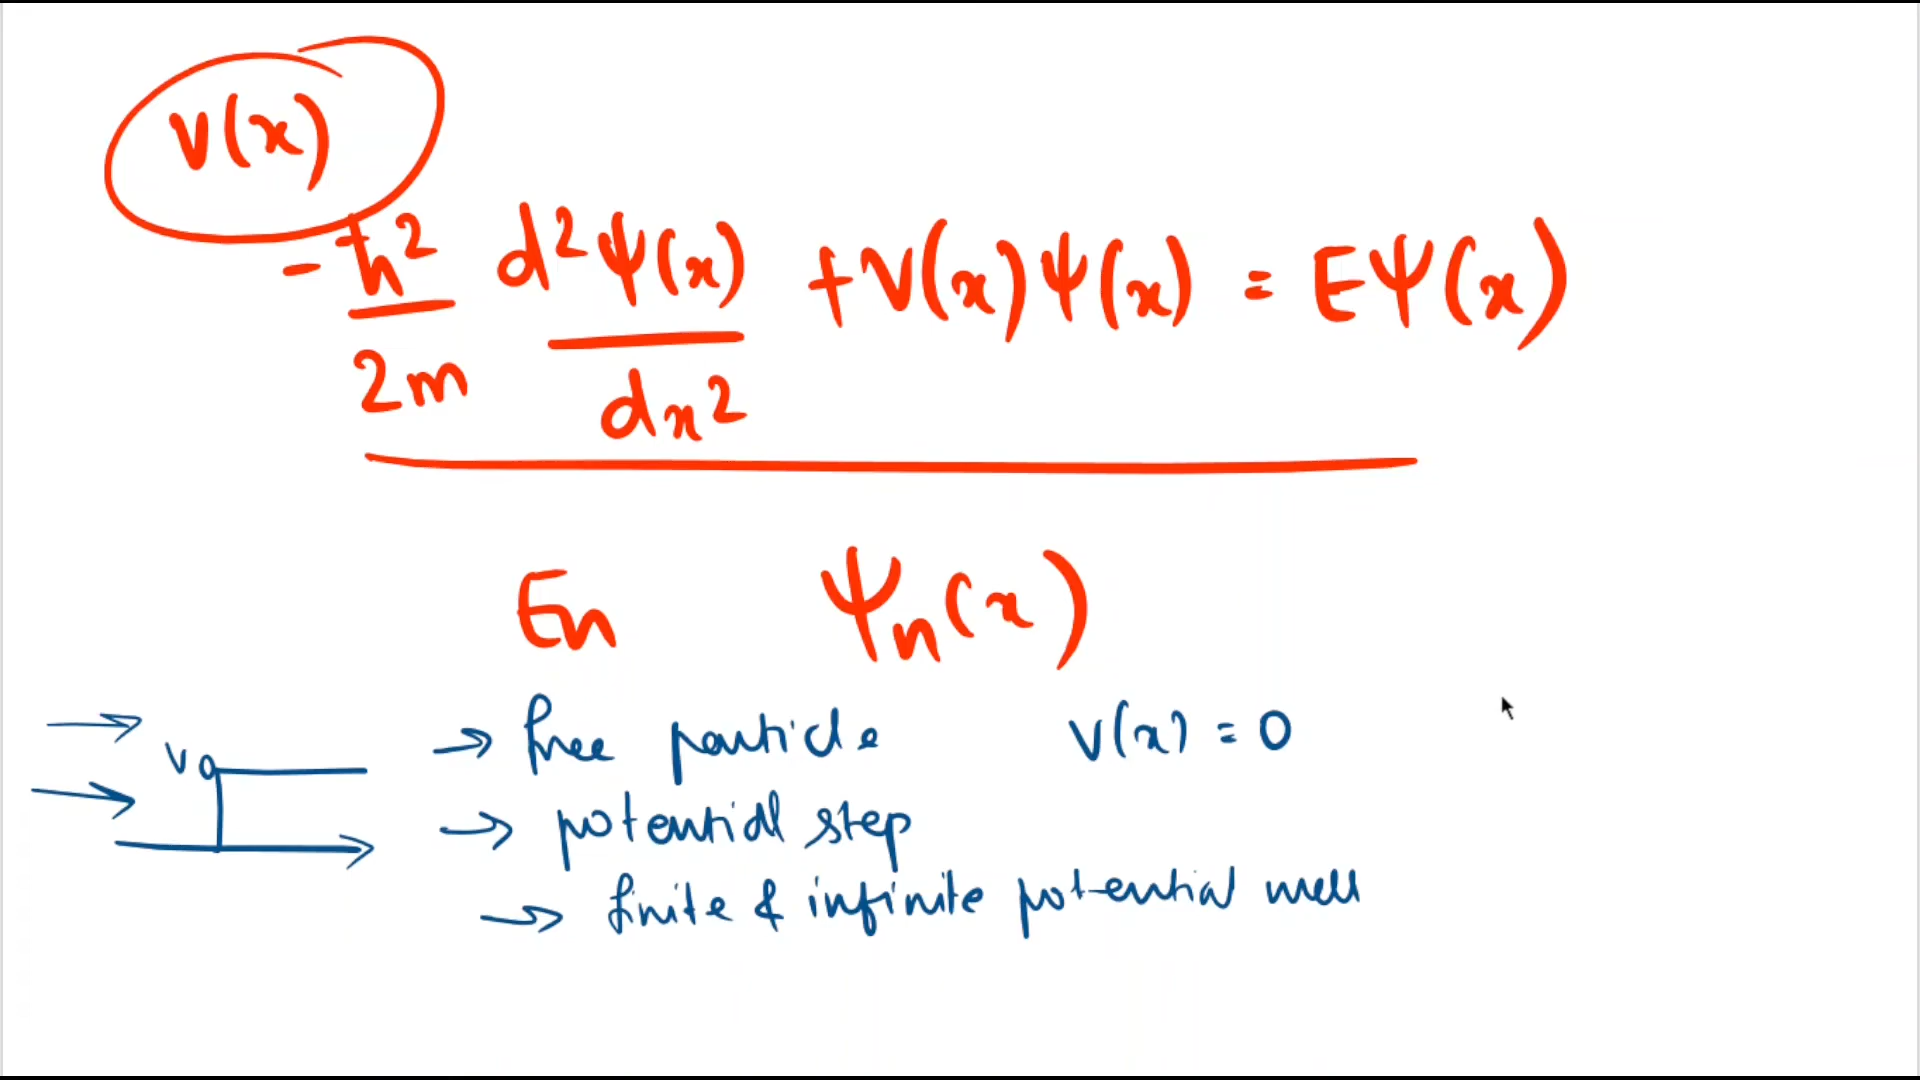 V(x)
-ħ²/2m d²Ψ(x)/dx² + V(x)Ψ(x) = EΨ(x)
En Ψn(x)
→ free particle V(x) = 0
V0
→ potential step
→ finite & infinite potential well